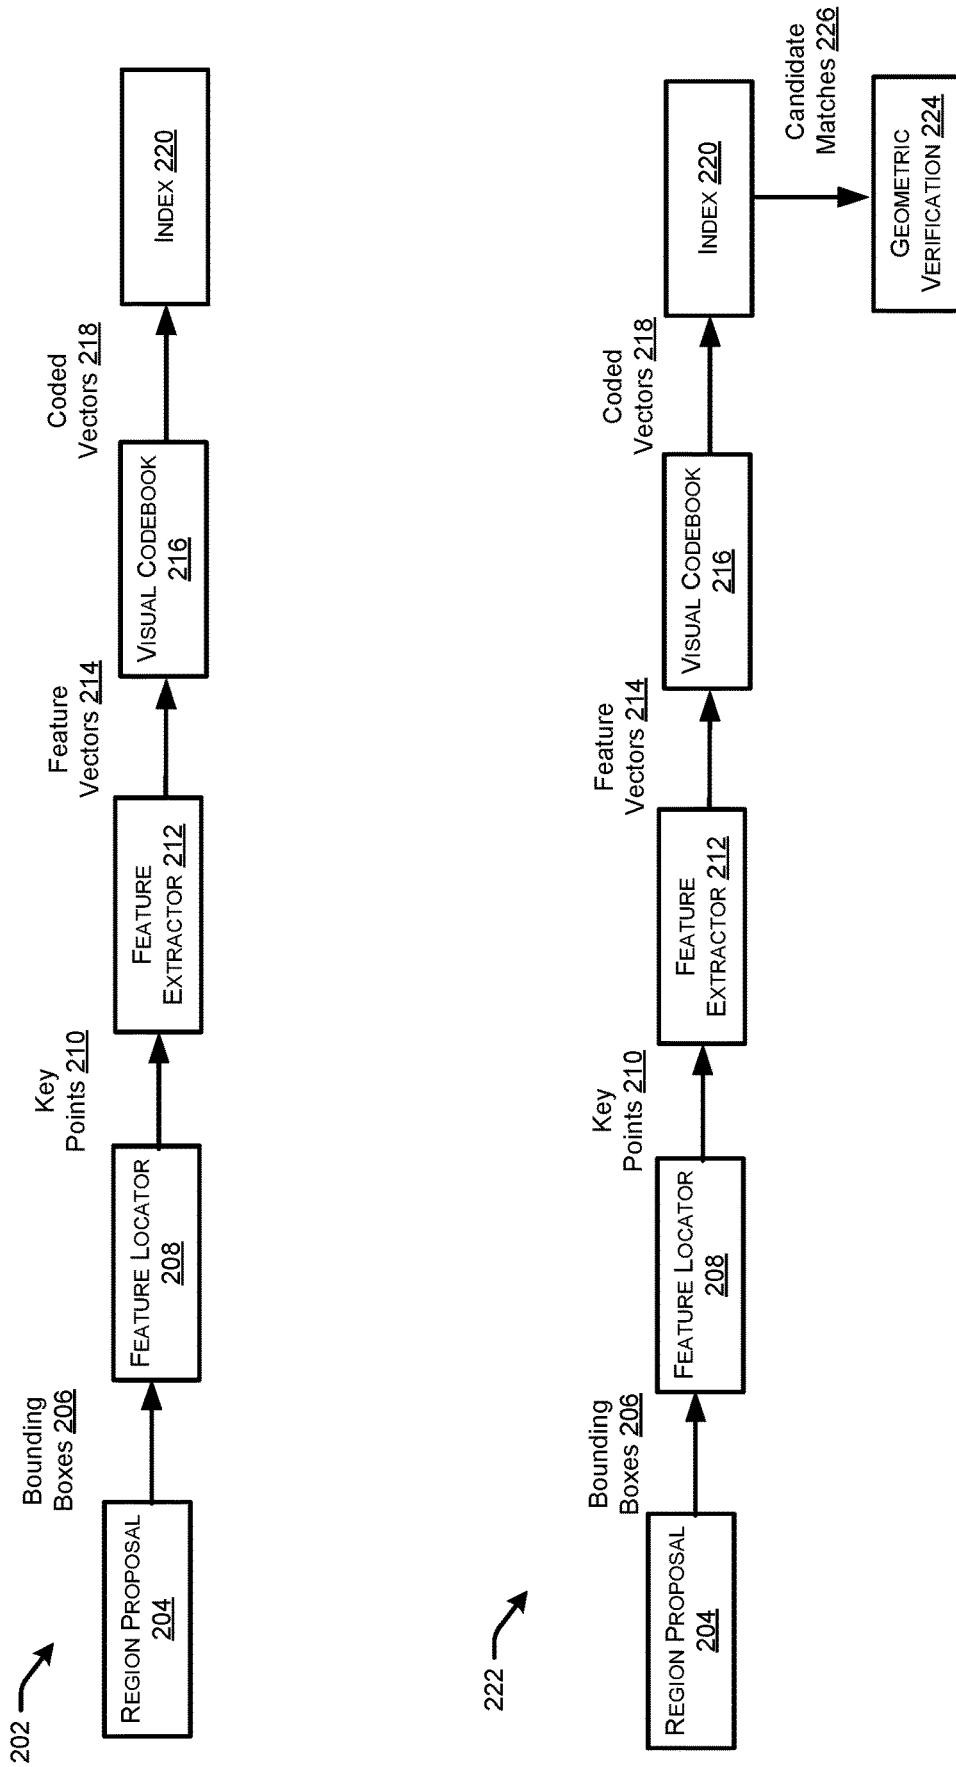 202
REGION PROPOSAL
204
Bounding
Boxes 206
FEATURE LOCATOR
208
Key
Points 210
FEATURE
EXTRACTOR 212
Feature
Vectors 214
VISUAL CODEBOOK
216
Coded
Vectors 218
INDEX 220
222
REGION PROPOSAL
204
Bounding
Boxes 206
FEATURE LOCATOR
208
Key
Points 210
FEATURE
EXTRACTOR 212
Feature
Vectors 214
VISUAL CODEBOOK
216
Coded
Vectors 218
INDEX 220
Candidate
Matches 226
GEOMETRIC
VERIFICATION 224